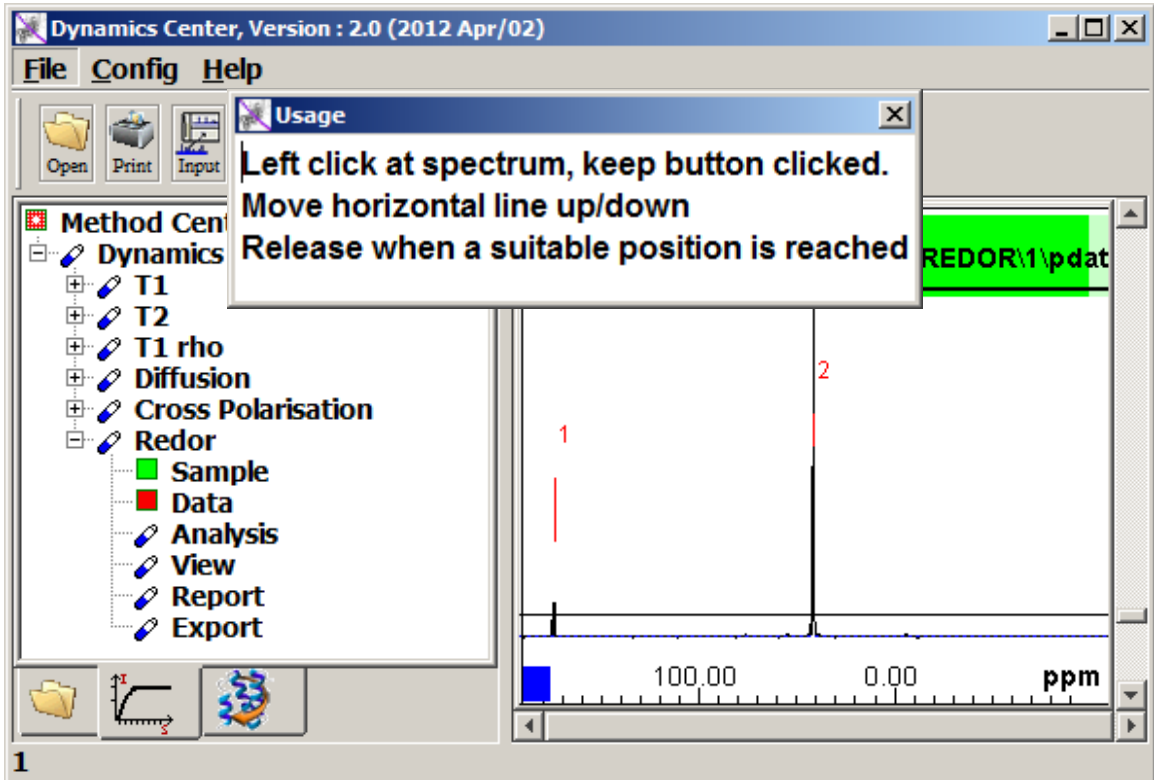 Dynamics Center, Version : 2.0 (2012 Apr/02)
File Config Help
Open Print Input
Usage
Left click at spectrum, keep button clicked.
Move horizontal line up/down
Release when a suitable position is reached
REDOR\1\pdat
Method Cent
Dynamics
T1
T2
T1 rho
Diffusion
Cross Polarisation
Redor
Sample
Data
Analysis
View
Report
Export
1
2
100.00 0.00 ppm
I
S
1